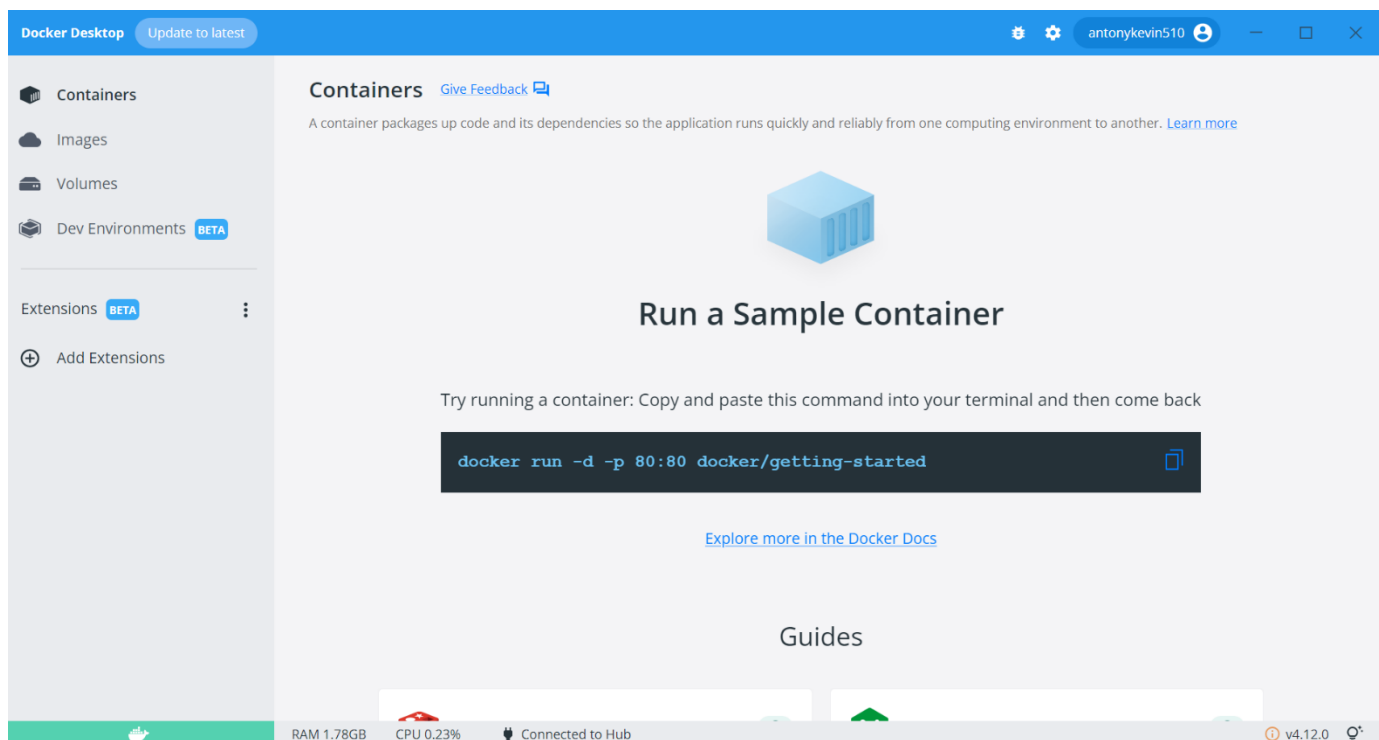 Docker Desktop Update to latest antonykevin510
Containers
Images
Volumes
Dev Environments BETA
Extensions BETA
Add Extensions
Containers Give Feedback
A container packages up code and its dependencies so the application runs quickly and reliably from one computing environment to another. Learn more
Run a Sample Container
Try running a container: Copy and paste this command into your terminal and then come back
docker run -d -p 80:80 docker/getting-started
Explore more in the Docker Docs
Guides
RAM 1.78GB CPU 0.23% Connected to Hub v4.12.0